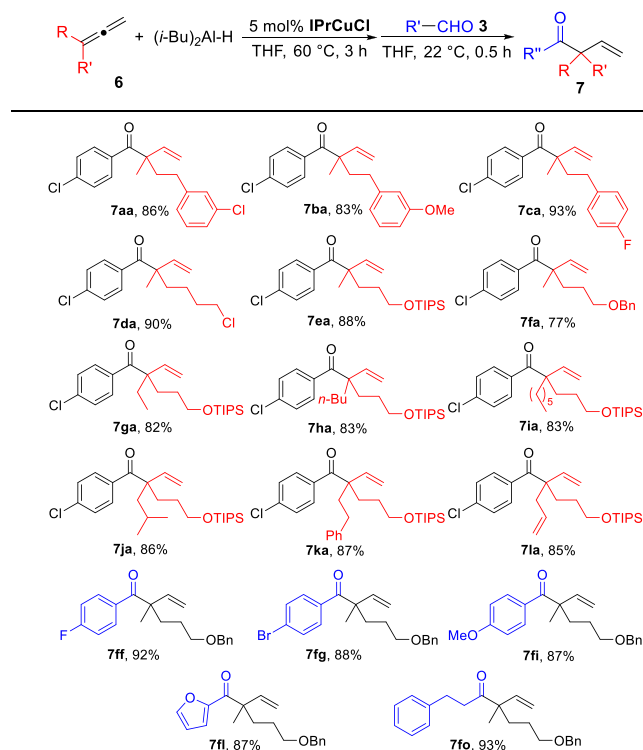 R R' 6 + (i-Bu)₂Al-H 5 mol% IPrCuCl THF, 60 °C, 3 h R'-CHO 3 THF, 22 °C, 0.5 h O R" R R' 7
O Cl Cl
7aa, 86%
O Cl OMe
7ba, 83%
O Cl F
7ca, 93%
O Cl Cl
7da, 90%
O Cl OTIPS
7ea, 88%
O Cl OBn
7fa, 77%
O Cl OTIPS
7ga, 82%
O Cl n-Bu OTIPS
7ha, 83%
O Cl ( )5 OTIPS
7ia, 83%
O Cl OTIPS
7ja, 86%
O Cl Ph OTIPS
7ka, 87%
O Cl OTIPS
7la, 85%
O F OBn
7ff, 92%
O Br OBn
7fg, 88%
O MeO OBn
7fi, 87%
O O OBn
7fl, 87%
O OBn
7fo, 93%